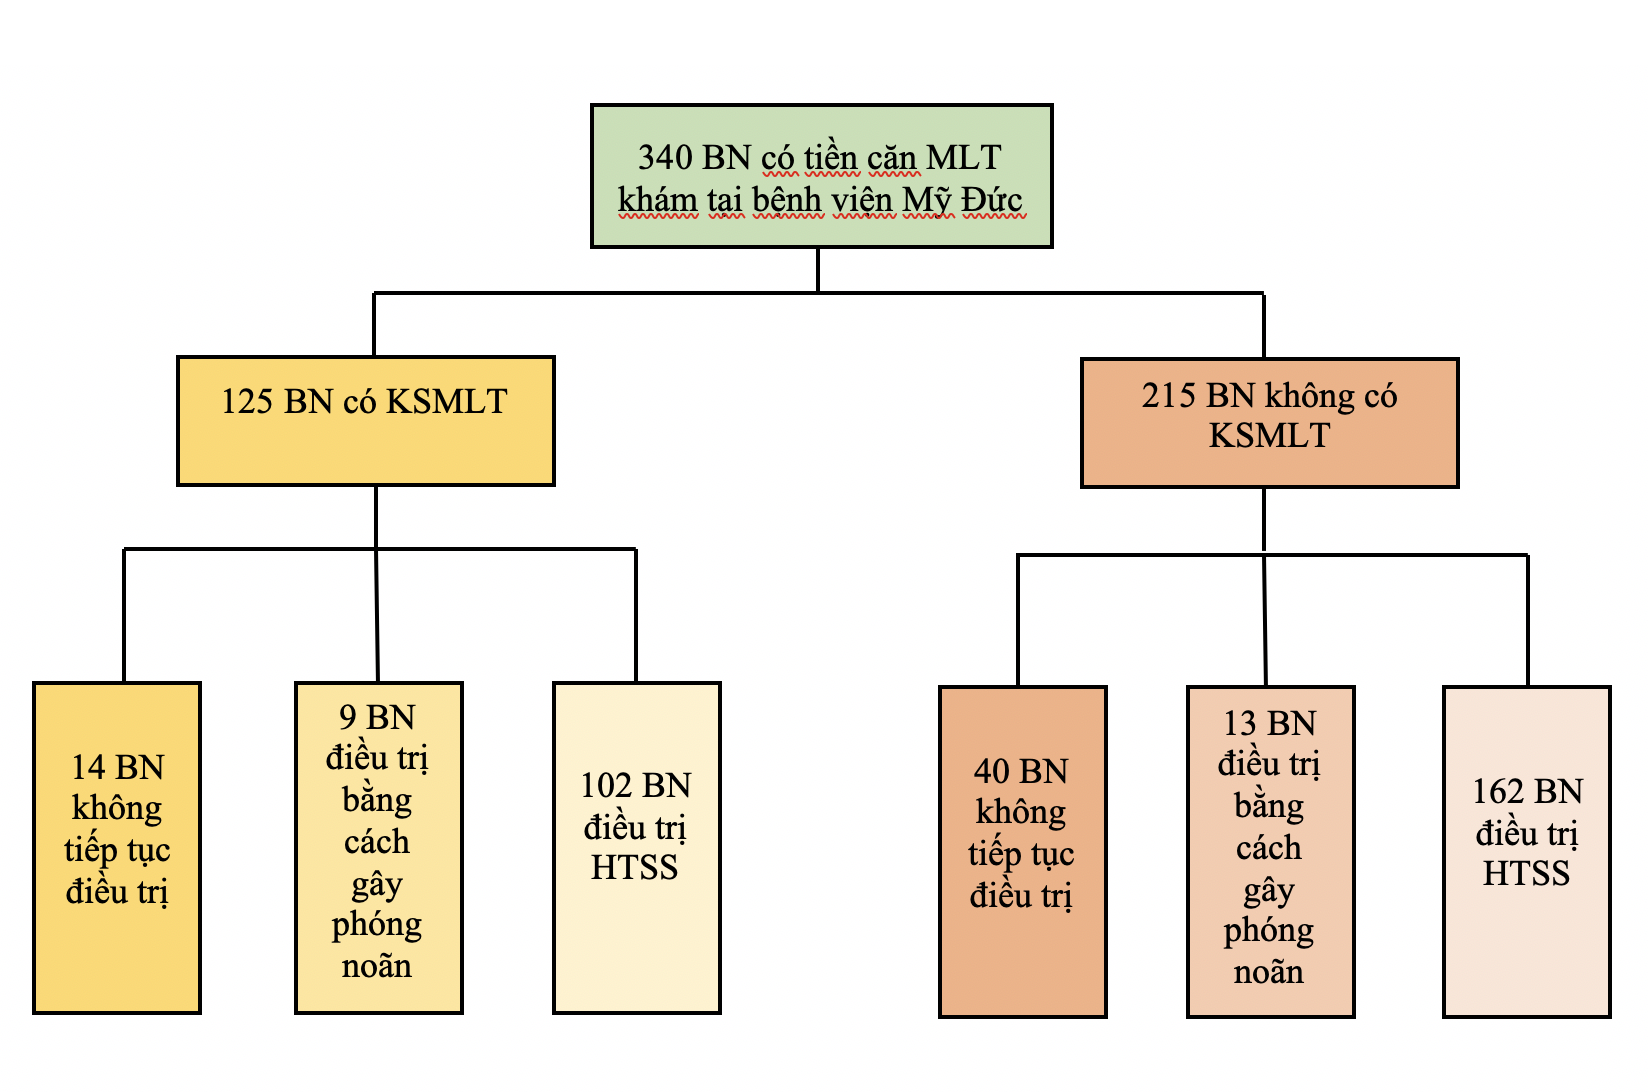 340 BN có tiền căn MLT
khám tại bệnh viện Mỹ Đức
125 BN có KSMLT
215 BN không có
KSMLT
14 BN
không
tiếp tục
điều trị
9 BN
điều trị
bằng
cách
gây
phóng
noãn
102 BN
điều trị
HTSS
40 BN
không
tiếp tục
điều trị
13 BN
điều trị
bằng
cách
gây
phóng
noãn
162 BN
điều trị
HTSS